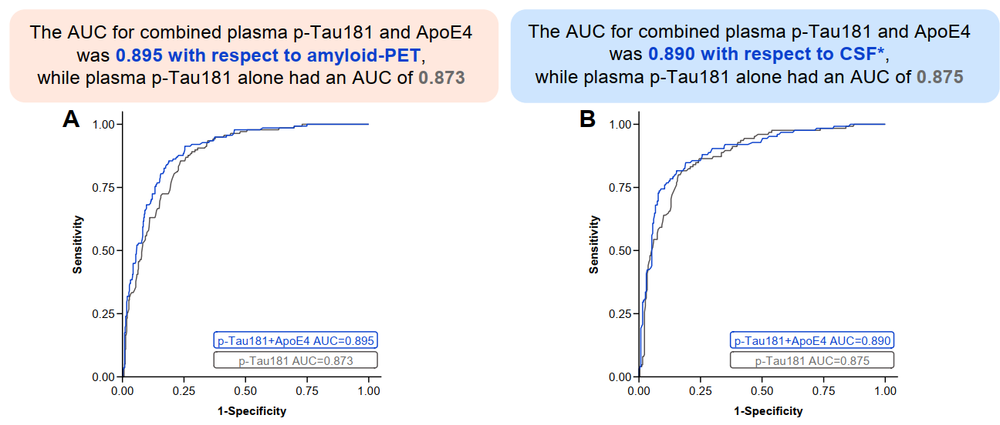 The AUC for combined plasma p-Tau181 and ApoE4
was 0.895 with respect to amyloid-PET,
while plasma p-Tau181 alone had an AUC of 0.873
The AUC for combined plasma p-Tau181 and ApoE4
was 0.890 with respect to CSF*,
while plasma p-Tau181 alone had an AUC of 0.875
A
1.00
0.75
0.50
0.25
0.00
Sensitivity
p-Tau181+ApoE4 AUC=0.895
p-Tau181 AUC=0.873
0.00 0.25 0.50 0.75 1.00
1-Specificity
B
1.00
0.75
0.50
0.25
0.00
Sensitivity
p-Tau181+ApoE4 AUC=0.890
p-Tau181 AUC=0.875
0.00 0.25 0.50 0.75 1.00
1-Specificity